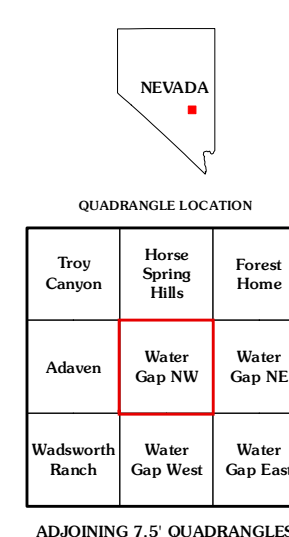 NEVADA
QUADRANGLE LOCATION
Troy
Canyon
Horse
Spring
Hills
Forest
Home
Adaven
Water
Gap NW
Water
Gap NE
Wadsworth
Ranch
Water
Gap West
Water
Gap East
ADJOINING 7.5' QUADRANGLES